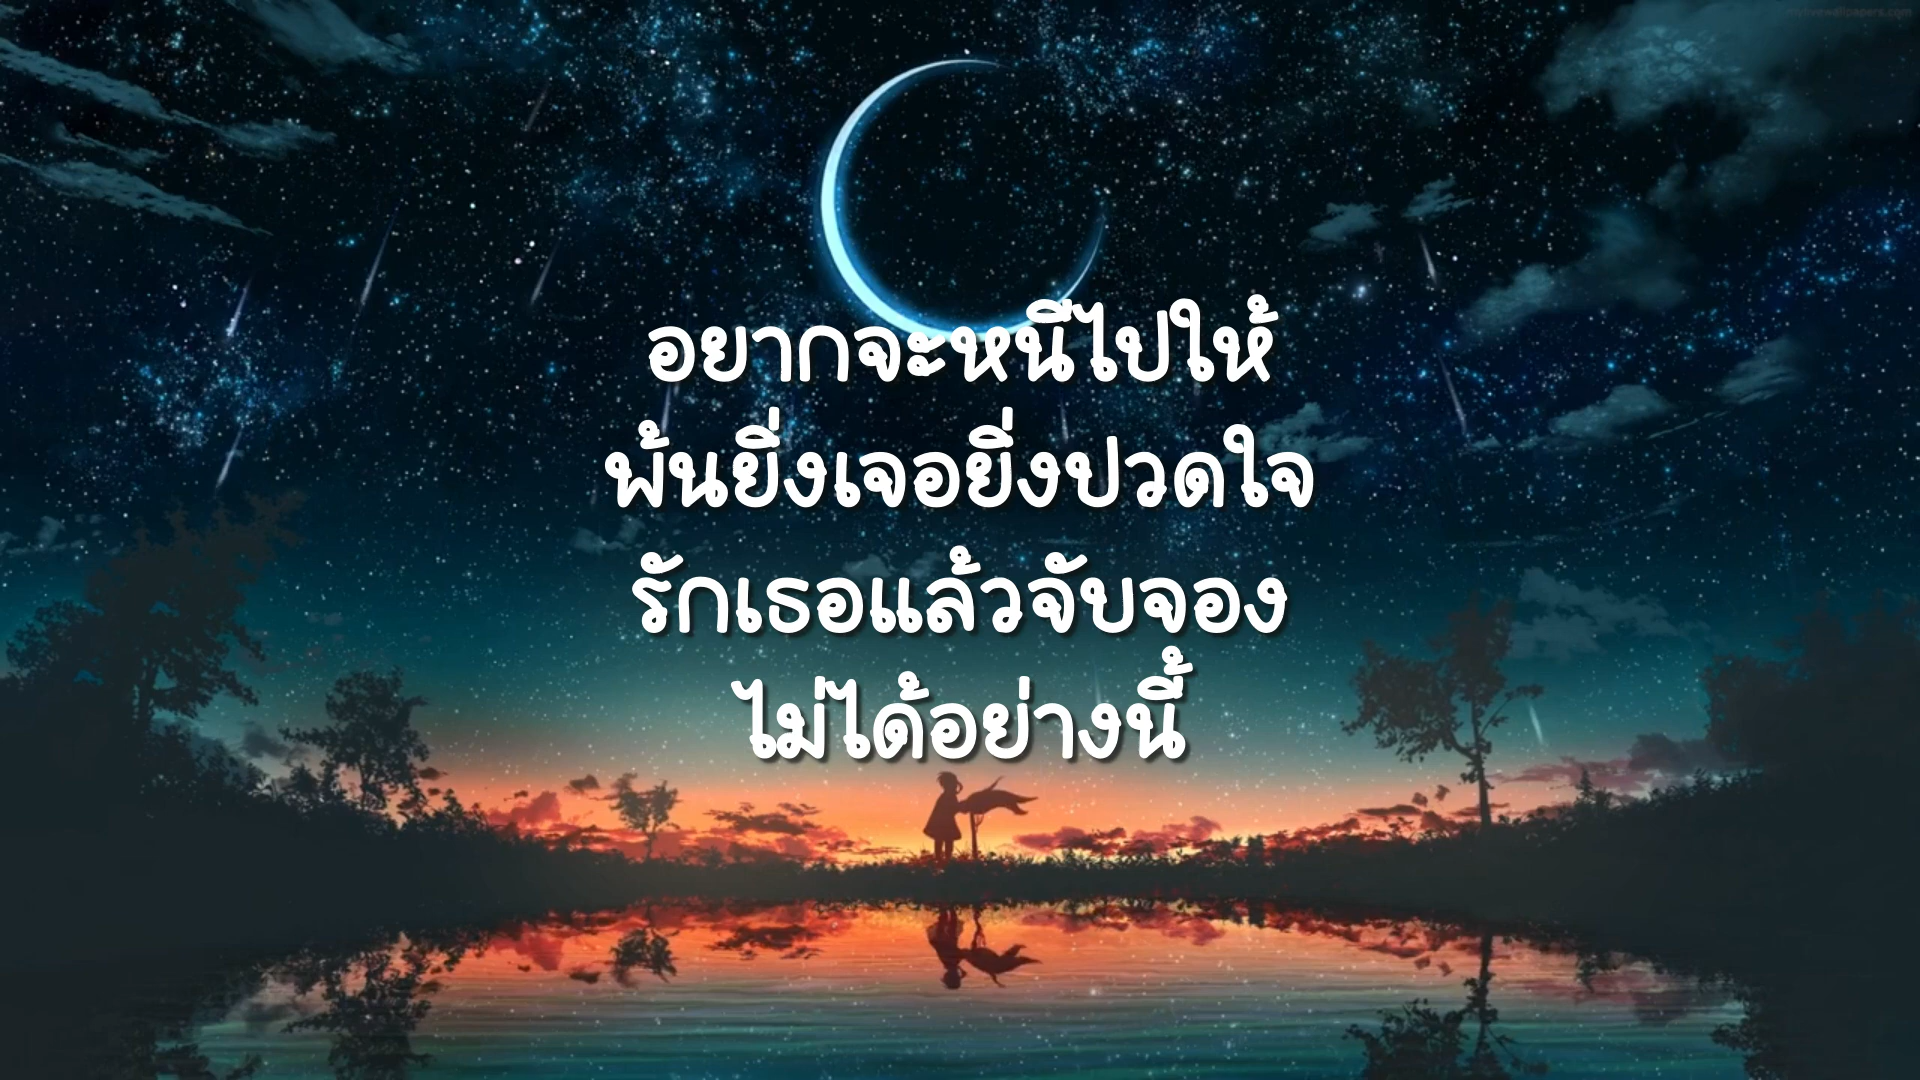 อยากจะหนีไปให้
พ้นยิ่งเจอยิ่งปวดใจ
รักเธอแล้วจับจอง
ไม่ได้อย่างนี้